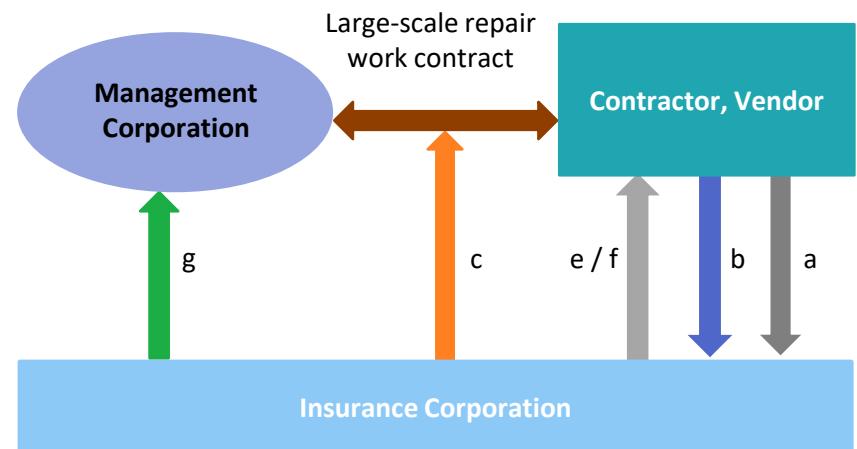 Large-scale repair
work contract
Management
Corporation
Contractor, Vendor
g
c
e / f
b
a
Insurance Corporation